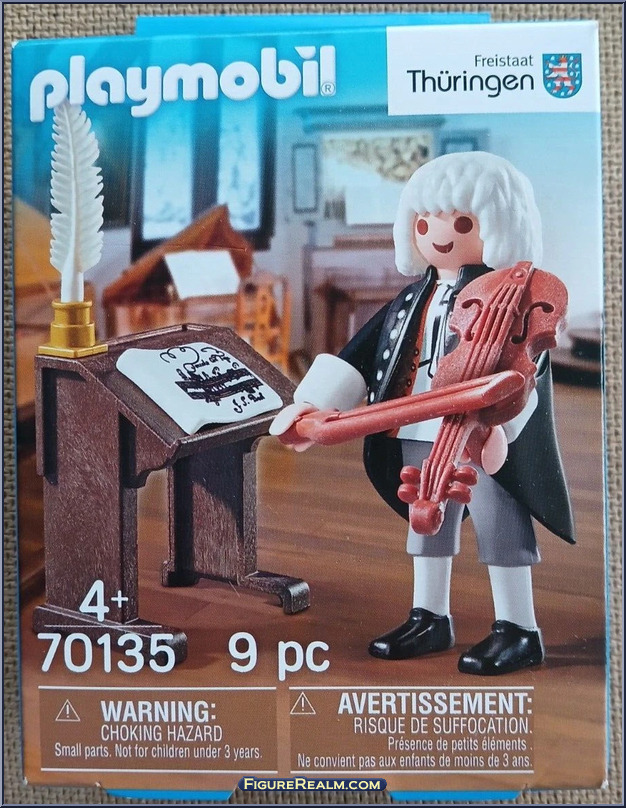 playmobil®
Freistaat
Thüringen
J.S. Bach
4+
70135 9 pc
WARNING:
CHOKING HAZARD
Small parts. Not for children under 3 years.
AVERTISSEMENT:
RISQUE DE SUFFOCATION.
Présence de petits éléments .
Ne convient pas aux enfants de moins de 3 ans.
FIGUREREALM.COM